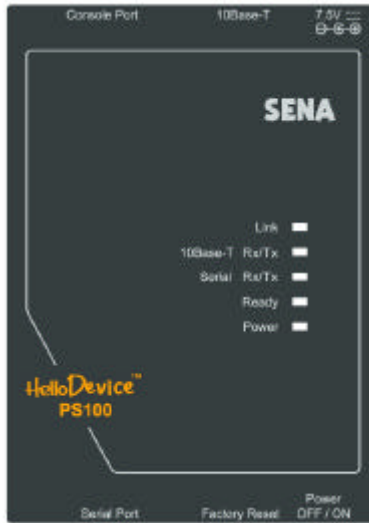 Console Port 10Base-T 7.5V
SENA
Link
10Base-T Rx/Tx
Serial Rx/Tx
Ready
Power
HelloDevice™
PS100
Serial Port Factory Reset Power
OFF / ON